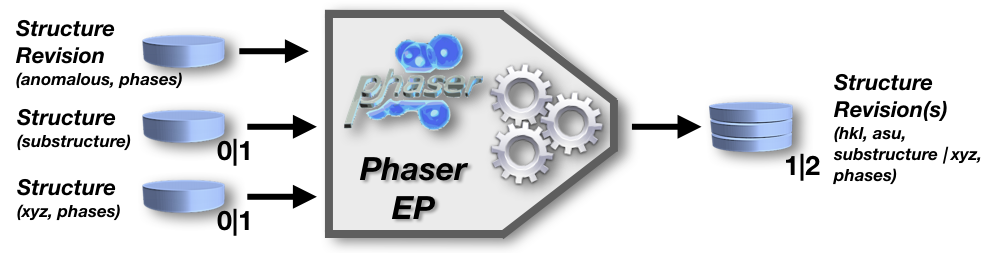 Structure
Revision
(anomalous, phases)
Structure
(substructure)
0|1
Structure
(xyz, phases)
0|1
phaser
Phaser
EP
1|2
Structure
Revision(s)
(hkl, asu,
substructure | xyz,
phases)